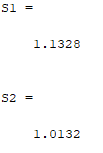 S1 =
1.1328
S2 =
1.0132